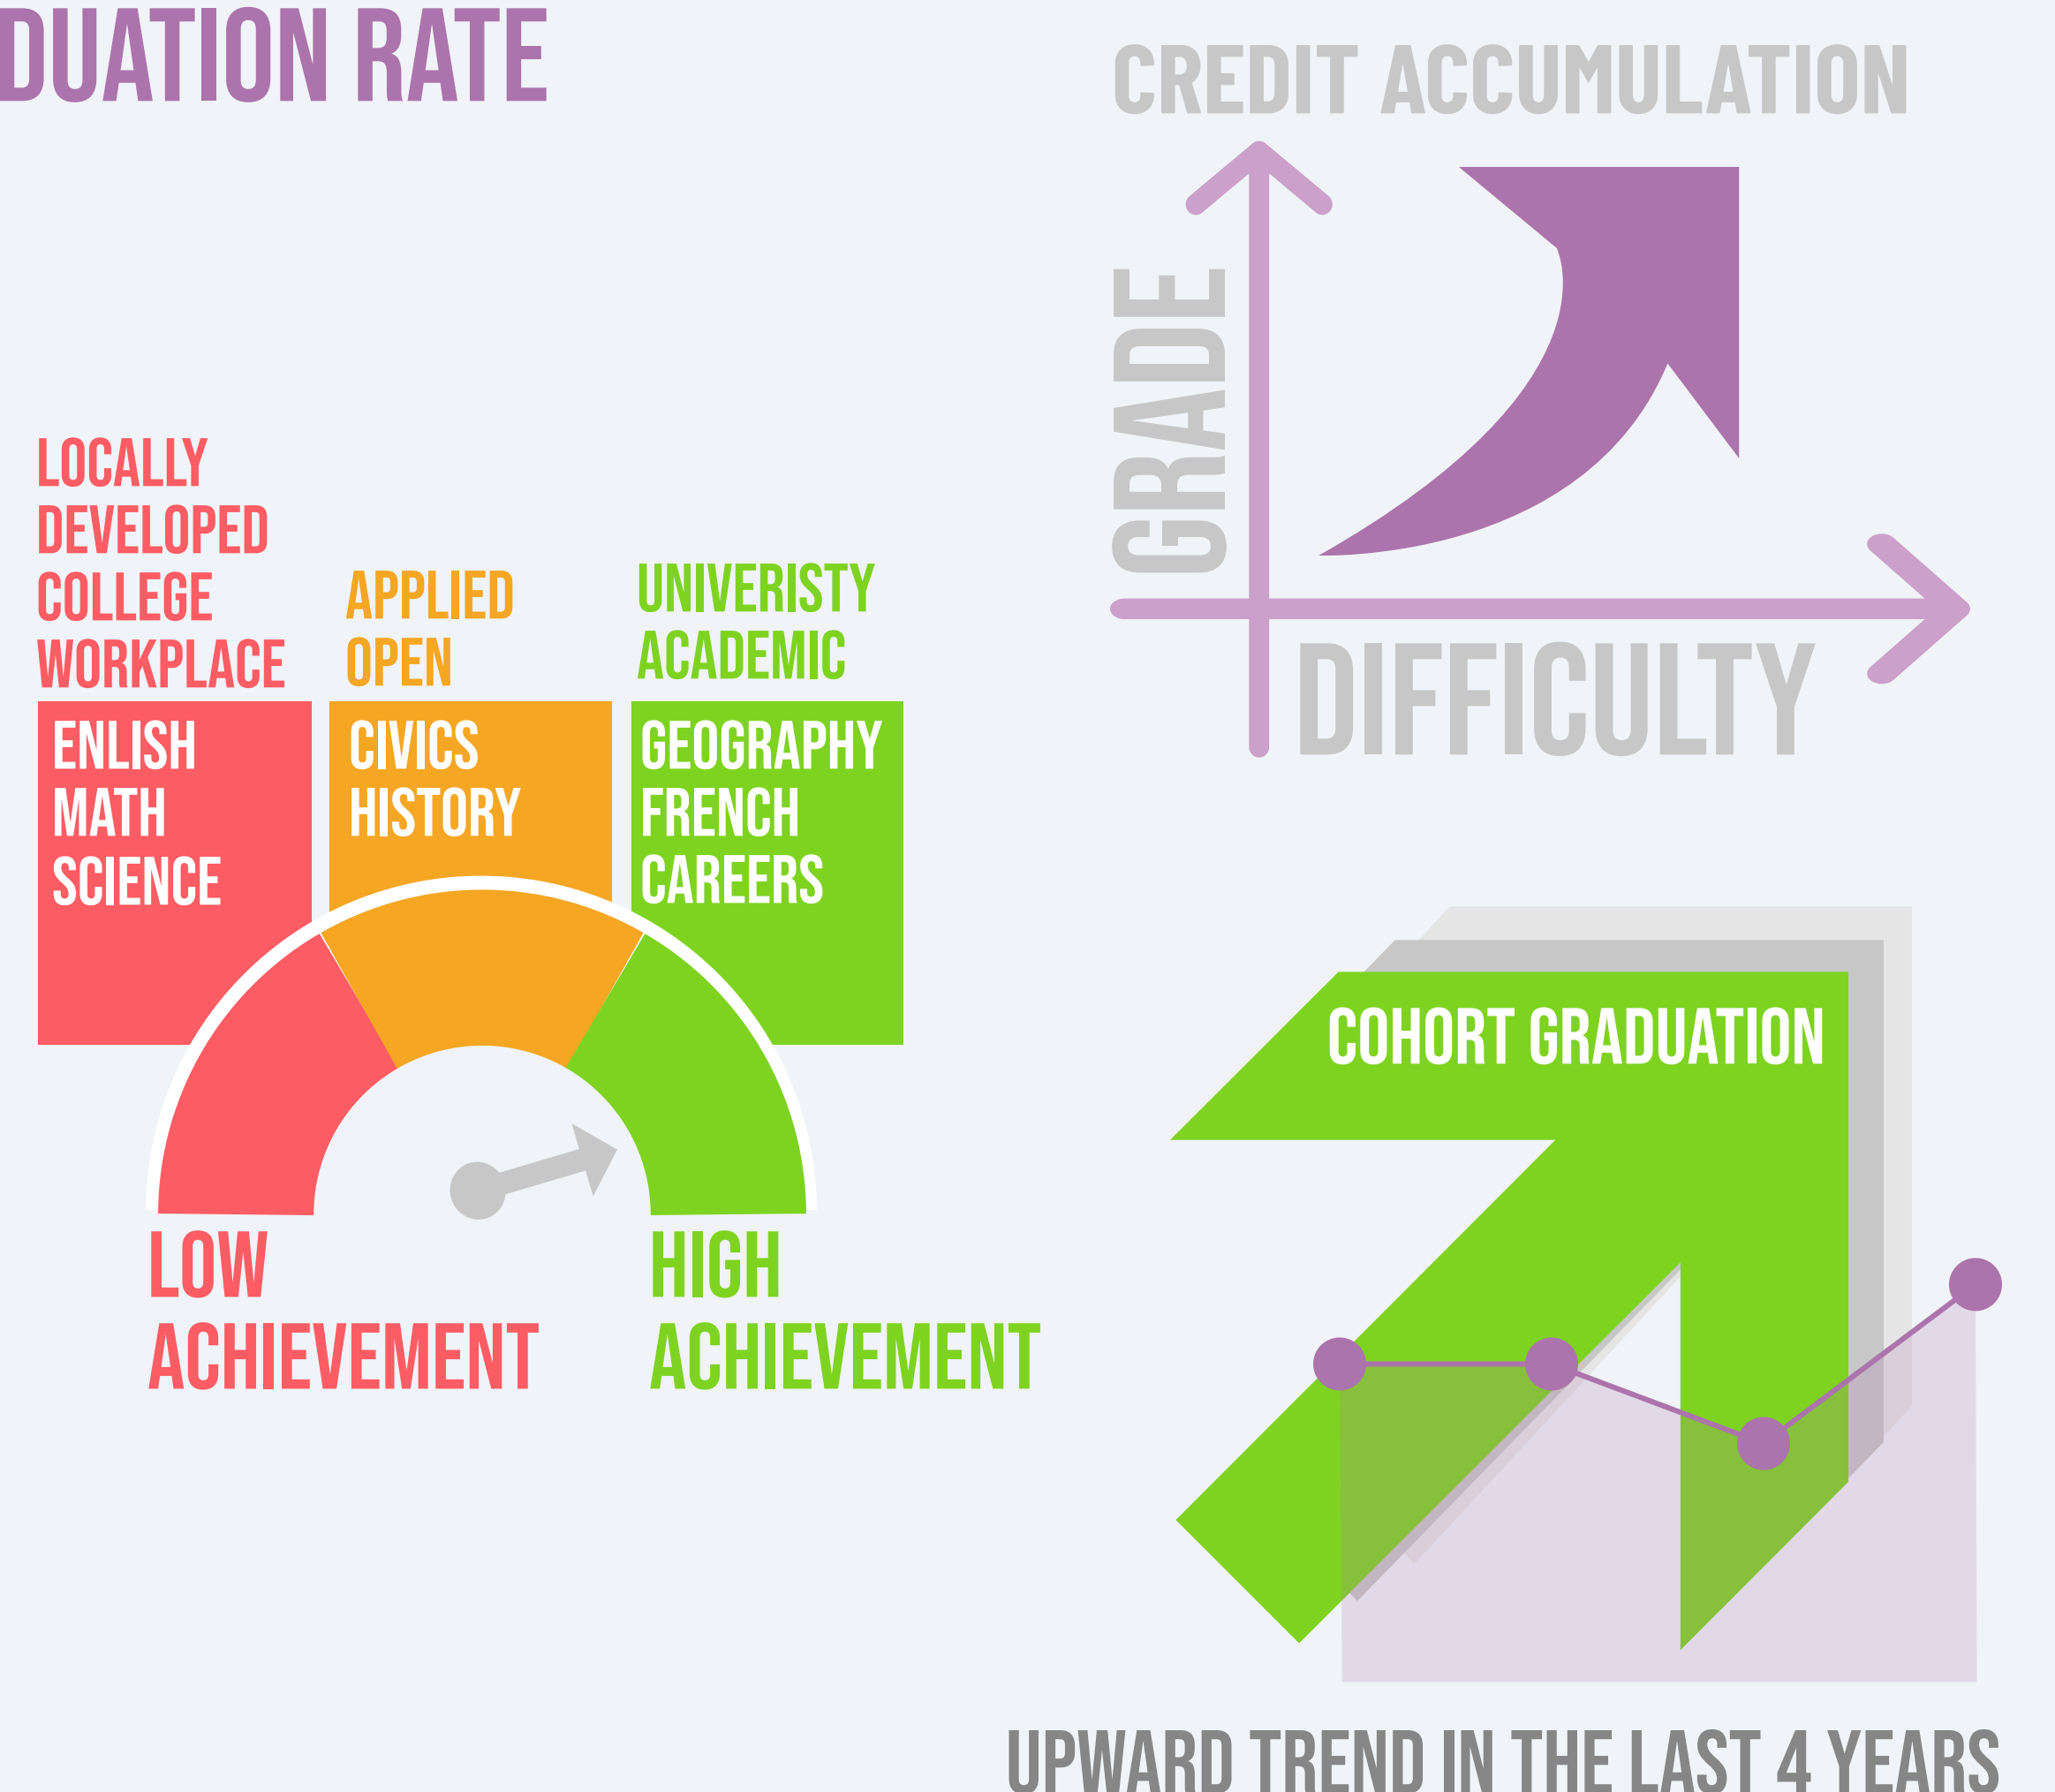 DUATION RATE
CREDIT ACCUMULATION
GRADE
DIFFICULTY
LOCALLY
DEVELOPED
COLLEGE
WORKPLACE
APPLIED
OPEN
UNIVERISTY
ACADEMIC
ENLISH
MATH
SCIENCE
CIVICS
HISTORY
GEOGRAPHY
FRENCH
CAREERS
LOW
ACHIEVEMENT
HIGH
ACHIEVEMENT
COHORT GRADUATION
UPWARD TREND IN THE LAST 4 YEARS